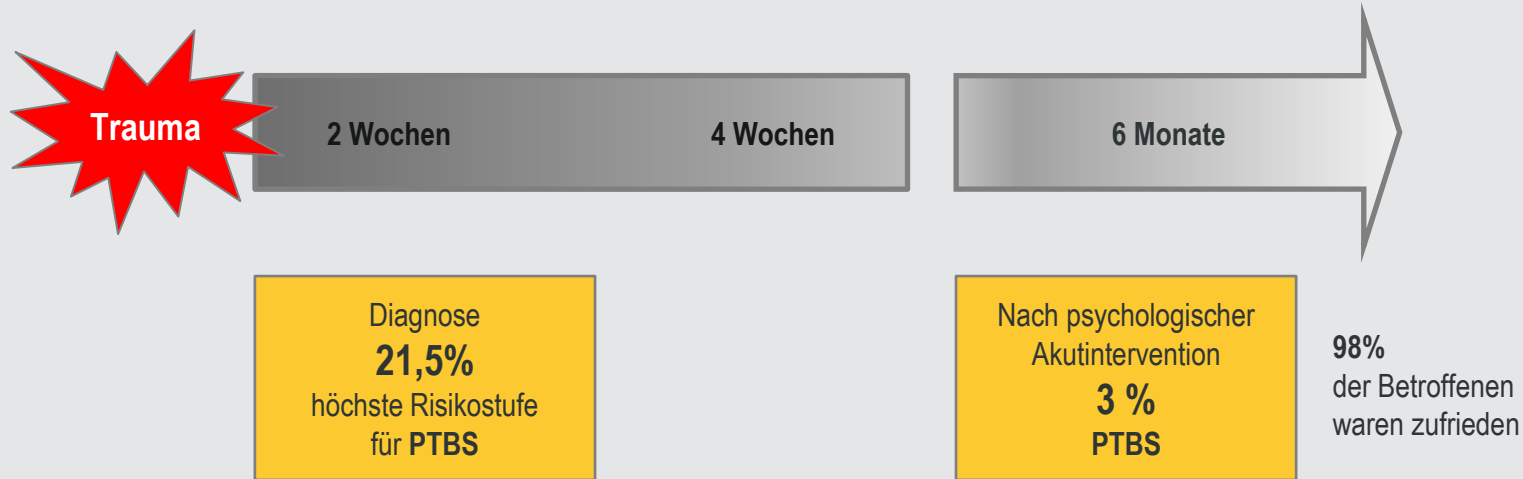 Trauma
2 Wochen
4 Wochen
6 Monate
Diagnose
21,5%
höchste Risikostufe
für PTBS
Nach psychologischer
Akutintervention
3 %
PTBS
98%
der Betroffenen
waren zufrieden